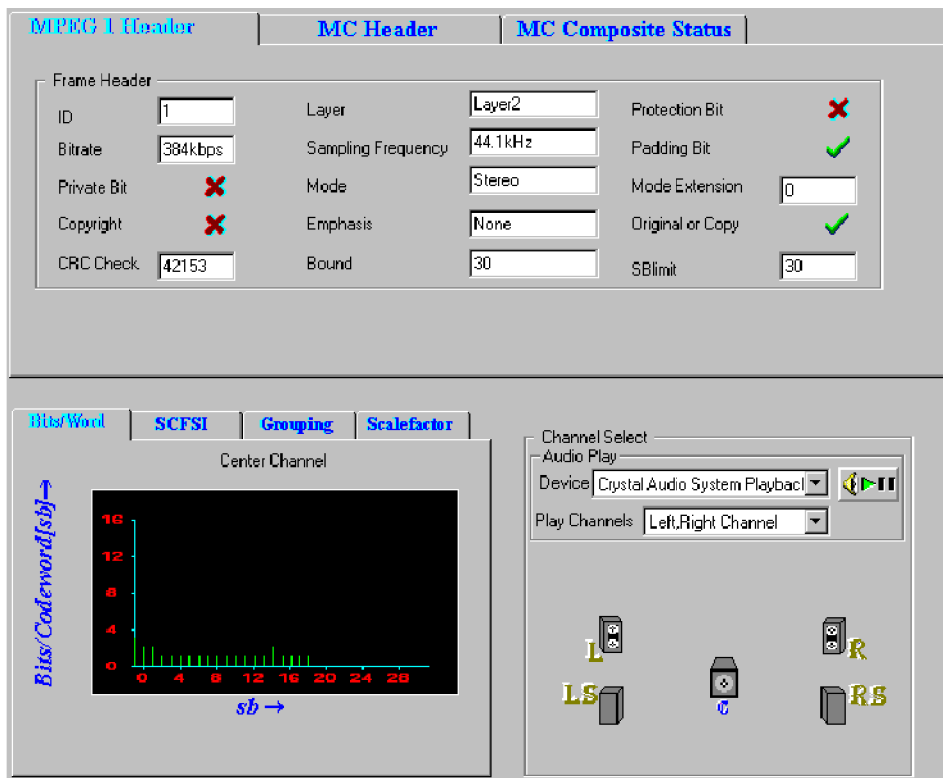 MPEG 1 Header
MC Header
MC Composite Status
Frame Header
ID 1
Layer Layer2
Protection Bit
Bitrate 384kbps
Sampling Frequency 44.1kHz
Padding Bit
Private Bit
Mode Stereo
Mode Extension 0
Copyright
Emphasis None
Original or Copy
CRC Check 42153
Bound 30
SBlimit 30
Bits/Word
SCFSI
Grouping
Scalefactor
Center Channel
Bits/Codeword[sb]→
16
12
8
4
0
0 4 8 12 16 20 24 28
sb →
Channel Select
Audio Play
Device Crystal Audio System Playbacl
Play Channels Left,Right Channel
L
R
LS
C
RS